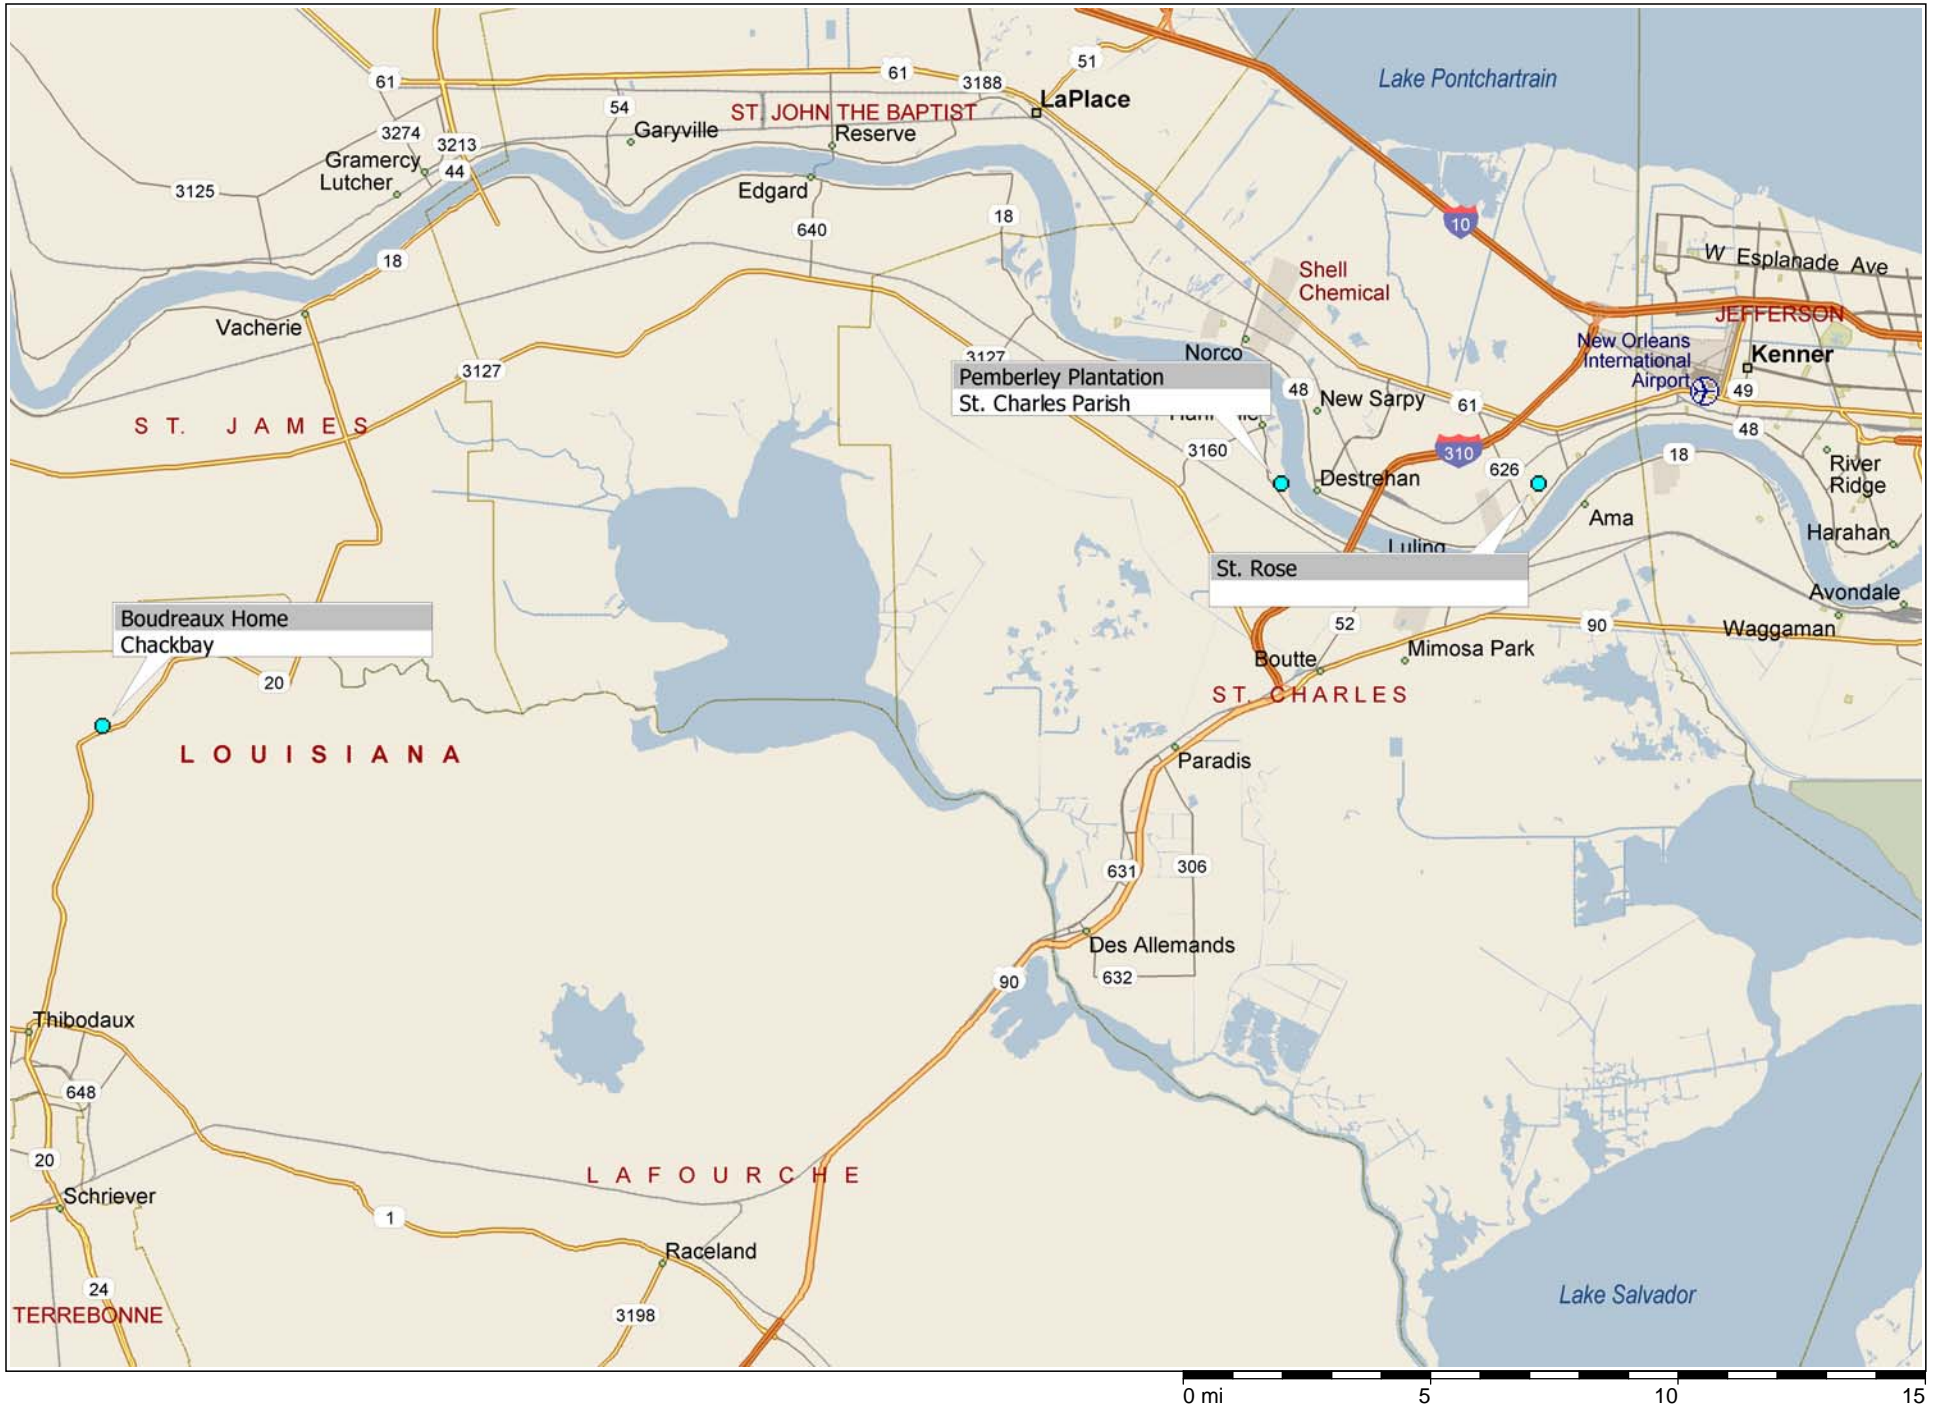 51
61
61
3188
Lake Pontchartrain
LaPlace
54
ST. JOHN THE BAPTIST
3274
Garyville
Reserve
3213
Gramercy
44
Lutcher
3125
Edgard
18
10
640
W Esplanade Ave
18
Shell
Chemical
JEFFERSON
Vacherie
New Orleans
International
Airport
Norco
Kenner
3127
3127
Pemberley Plantation
St. Charles Parish
48
New Sarpy
61
49
ST. JAMES
48
3160
310
18
626
River
Ridge
Destrehan
Ama
Harahan
Luling
St. Rose
Avondale
Boudreaux Home
Chackbay
52
90
Waggaman
Mimosa Park
Boutte
20
ST. CHARLES
LOUISIANA
Paradis
631
306
Des Allemands
90
632
Thibodaux
648
20
LAFOURCHE
Schriever
1
Raceland
24
Lake Salvador
TERREBONNE
3198
0 mi 5 10 15